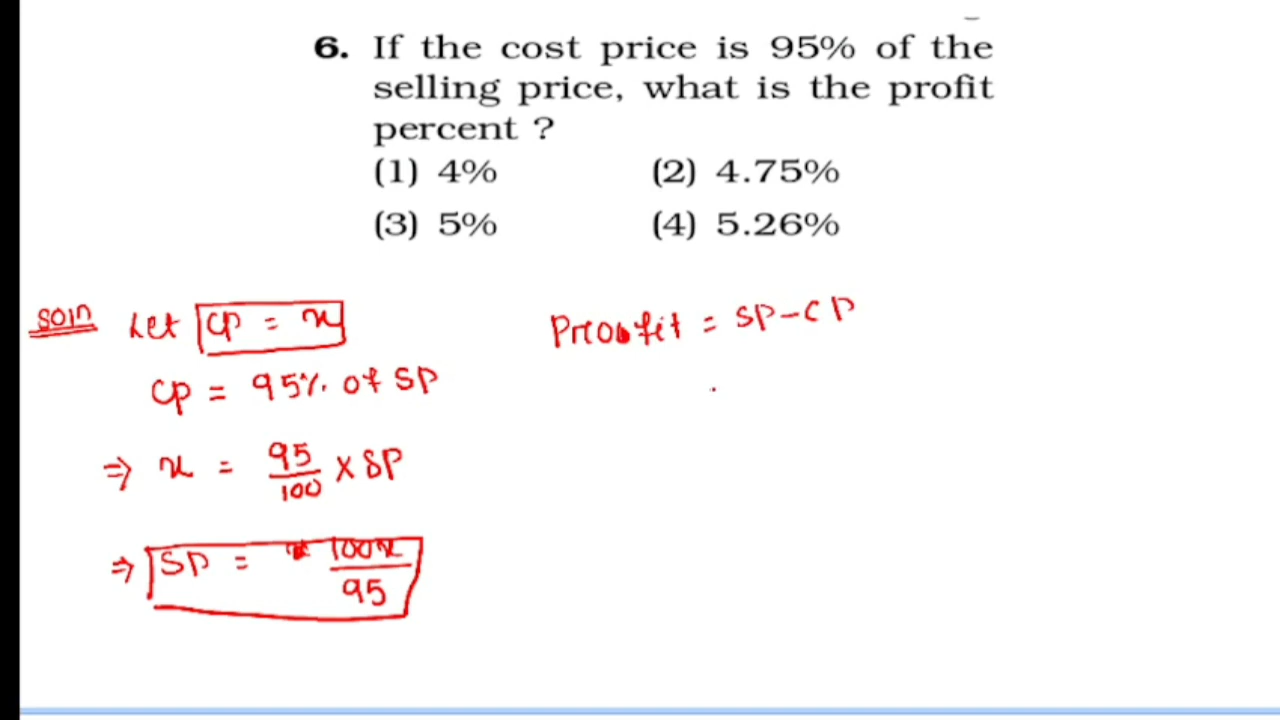 6. If the cost price is 95% of the
selling price, what is the profit
percent ?
(1) 4% (2) 4.75%
(3) 5% (4) 5.26%
Soln Let CP = x
Proofit = SP-CP
CP = 95% of SP
⇒ x = 95/100 × SP
⇒ SP = 100x/95